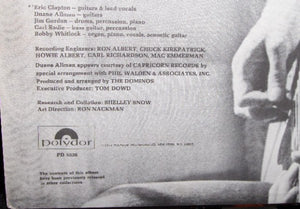 Eric Clapton - guitars & lead vocals
Duane Allman - guitars
Jim Gordon - drums, percussion, piano
Carl Radle - bass guitar, percussion
Bobby Whitlock - organ, piano, vocals, acoustic guitar
Recording Engineers: RON ALBERT, CHUCK KIRKPATRICK,
HOWIE ALBERT, CARL RICHARDSON, MAC EMMERMAN
Duane Allman appears courtesy of CAPRICORN RECORDS by
special arrangement with PHIL WALDEN & ASSOCIATES, INC.
Produced and Arranged by THE DOMINOS
Executive Producer: TOM DOWD
Research and Collation: SHELLEY SNOW
Art Direction: RON NACKMAN
polydor
PD
The contents of this album
have been previously released
in other collections.